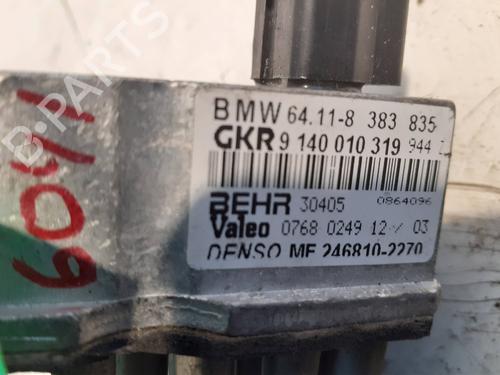 BMW 64.11-8 383 835
GKR 9 140 010 319 944
BEHR 30405 0864096
Valeo 0768 0249 12 / 03
DENSO MF 246810-2270
6041